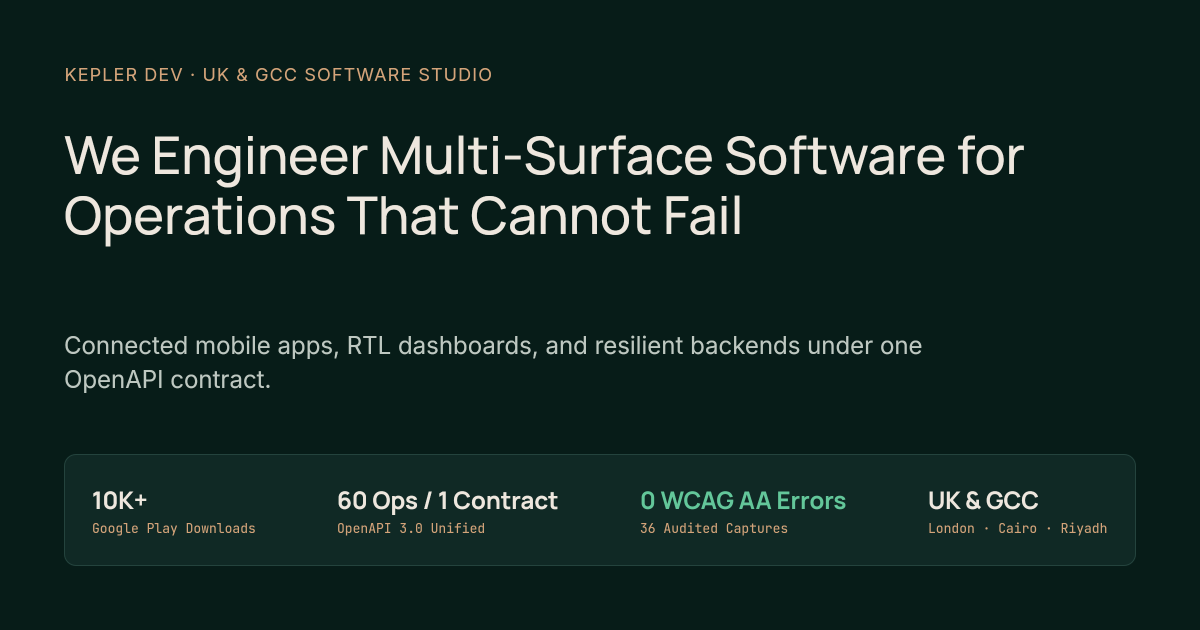 KEPLER DEV · UK & GCC SOFTWARE STUDIO
We Engineer Multi-Surface Software for
Operations That Cannot Fail
Connected mobile apps, RTL dashboards, and resilient backends under one
OpenAPI contract.
10K+
Google Play Downloads
60 Ops / 1 Contract
OpenAPI 3.0 Unified
0 WCAG AA Errors
36 Audited Captures
UK & GCC
London · Cairo · Riyadh